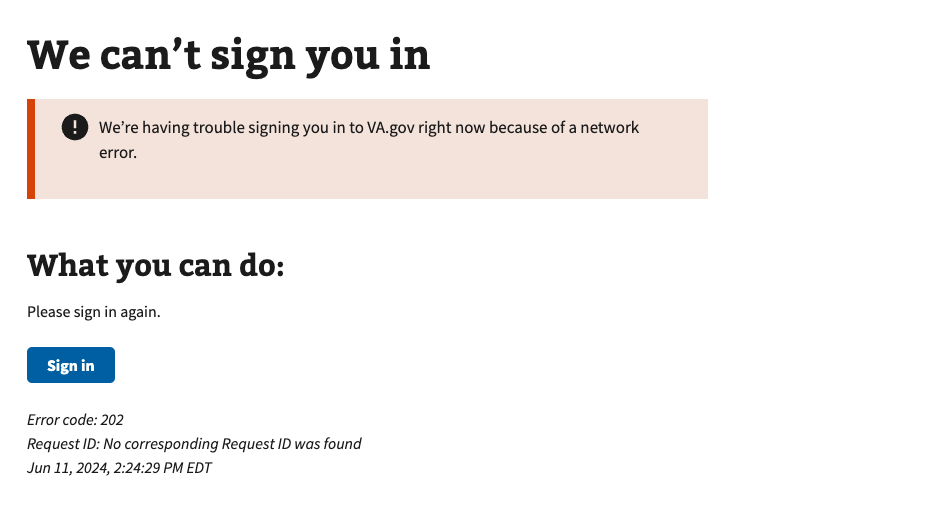 We can’t sign you in
We’re having trouble signing you in to VA.gov right now because of a network
error.
What you can do:
Please sign in again.
Sign in
Error code: 202
Request ID: No corresponding Request ID was found
Jun 11, 2024, 2:24:29 PM EDT